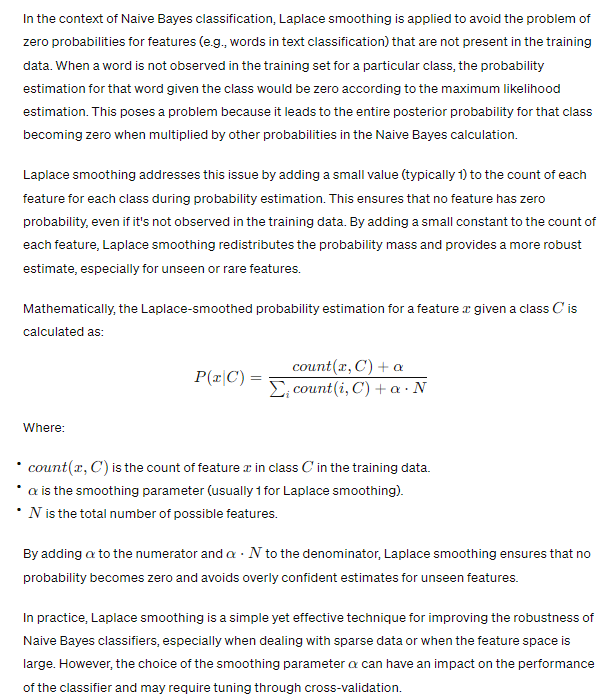 In the context of Naive Bayes classification, Laplace smoothing is applied to avoid the problem of
zero probabilities for features (e.g., words in text classification) that are not present in the training
data. When a word is not observed in the training set for a particular class, the probability
estimation for that word given the class would be zero according to the maximum likelihood
estimation. This poses a problem because it leads to the entire posterior probability for that class
becoming zero when multiplied by other probabilities in the Naive Bayes calculation.
Laplace smoothing addresses this issue by adding a small value (typically 1) to the count of each
feature for each class during probability estimation. This ensures that no feature has zero
probability, even if it's not observed in the training data. By adding a small constant to the count of
each feature, Laplace smoothing redistributes the probability mass and provides a more robust
estimate, especially for unseen or rare features.
Mathematically, the Laplace-smoothed probability estimation for a feature x given a class C is
calculated as:
P(x|C) = \frac{count(x, C) + α}{∑_i count(i, C) + α · N}
Where:
• count(x, C) is the count of feature x in class C in the training data.
• α is the smoothing parameter (usually 1 for Laplace smoothing).
• N is the total number of possible features.
By adding α to the numerator and α · N to the denominator, Laplace smoothing ensures that no
probability becomes zero and avoids overly confident estimates for unseen features.
In practice, Laplace smoothing is a simple yet effective technique for improving the robustness of
Naive Bayes classifiers, especially when dealing with sparse data or when the feature space is
large. However, the choice of the smoothing parameter α can have an impact on the performance
of the classifier and may require tuning through cross-validation.